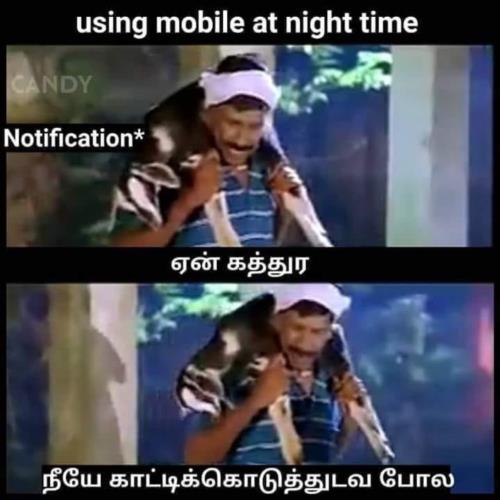 using mobile at night time
CANDY
Notification*
ஏன் கத்துர
நீயே காட்டிக்கொடுத்துடவ போல